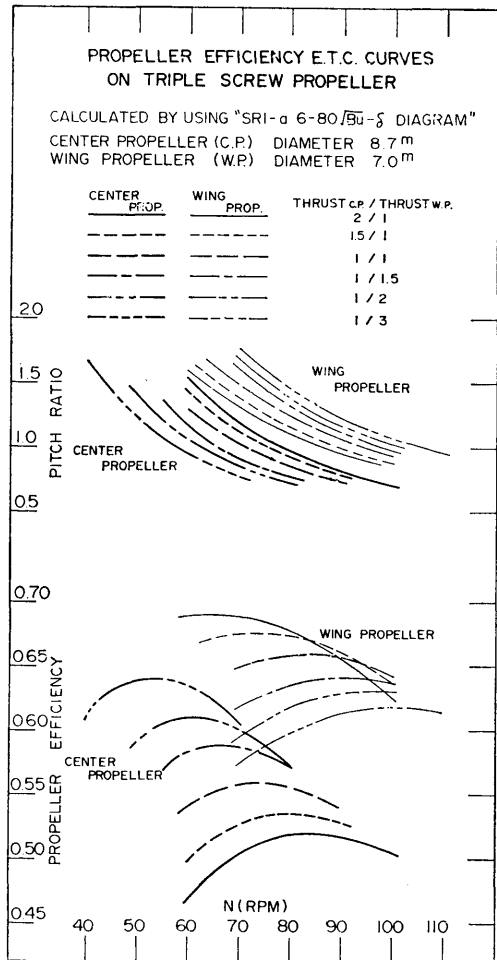 PROPELLER EFFICIENCY E.T.C. CURVES
ON TRIPLE SCREW PROPELLER
CALCULATED BY USING "SRI-a 6-80 √Bu-δ DIAGRAM"
CENTER PROPELLER (C.P.) DIAMETER 8.7m
WING PROPELLER (W.P.) DIAMETER 7.0m
CENTER PROP.
WING PROP.
THRUST C.P. / THRUST W.P.
2 / 1
1.5 / 1
1 / 1
1 / 1.5
1 / 2
1 / 3
2.0
1.5
1.0
0.5
PITCH RATIO
WING PROPELLER
CENTER PROPELLER
0.70
0.65
0.60
0.55
0.50
0.45
PROPELLER EFFICIENCY
WING PROPELLER
CENTER PROPELLER
N (RPM)
40 50 60 70 80 90 100 110